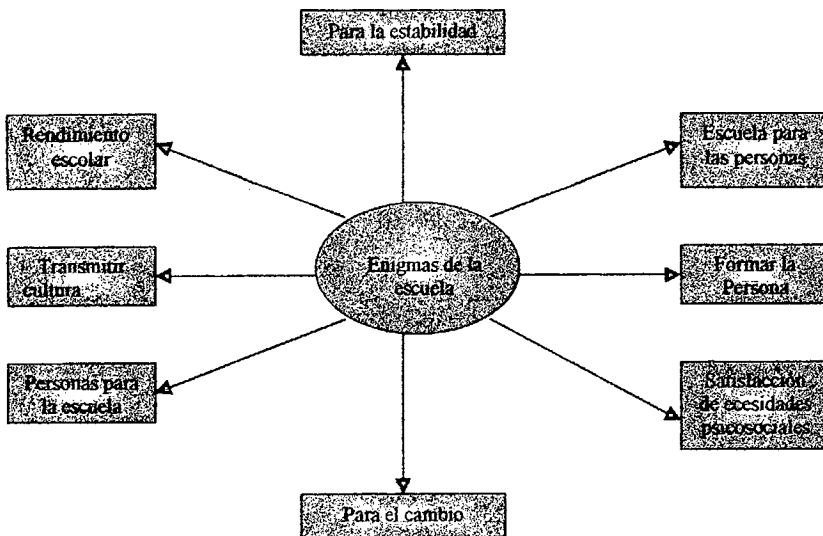 Para la estabilidad
Rendimiento
escolar
Escuela para
las personas
Enigmas de la
escuela
Transmitir
cultura
Formar la
Persona
Personas para
la escuela
Satisfacción
de ecesidades
psicosociales
Para el cambio